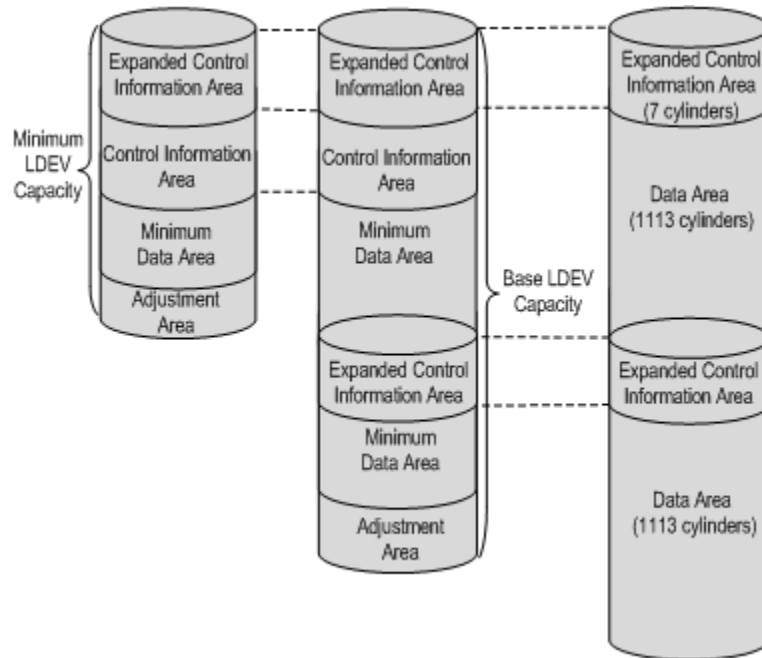 Minimum
LDEV
Capacity
Expanded Control
Information Area
Control Information
Area
Minimum
Data Area
Adjustment
Area
Expanded Control
Information Area
Control Information
Area
Minimum
Data Area
Expanded Control
Information Area
Minimum
Data Area
Adjustment
Area
Base LDEV
Capacity
Expanded Control
Information Area
(7 cylinders)
Data Area
(1113 cylinders)
Expanded Control
Information Area
Data Area
(1113 cylinders)